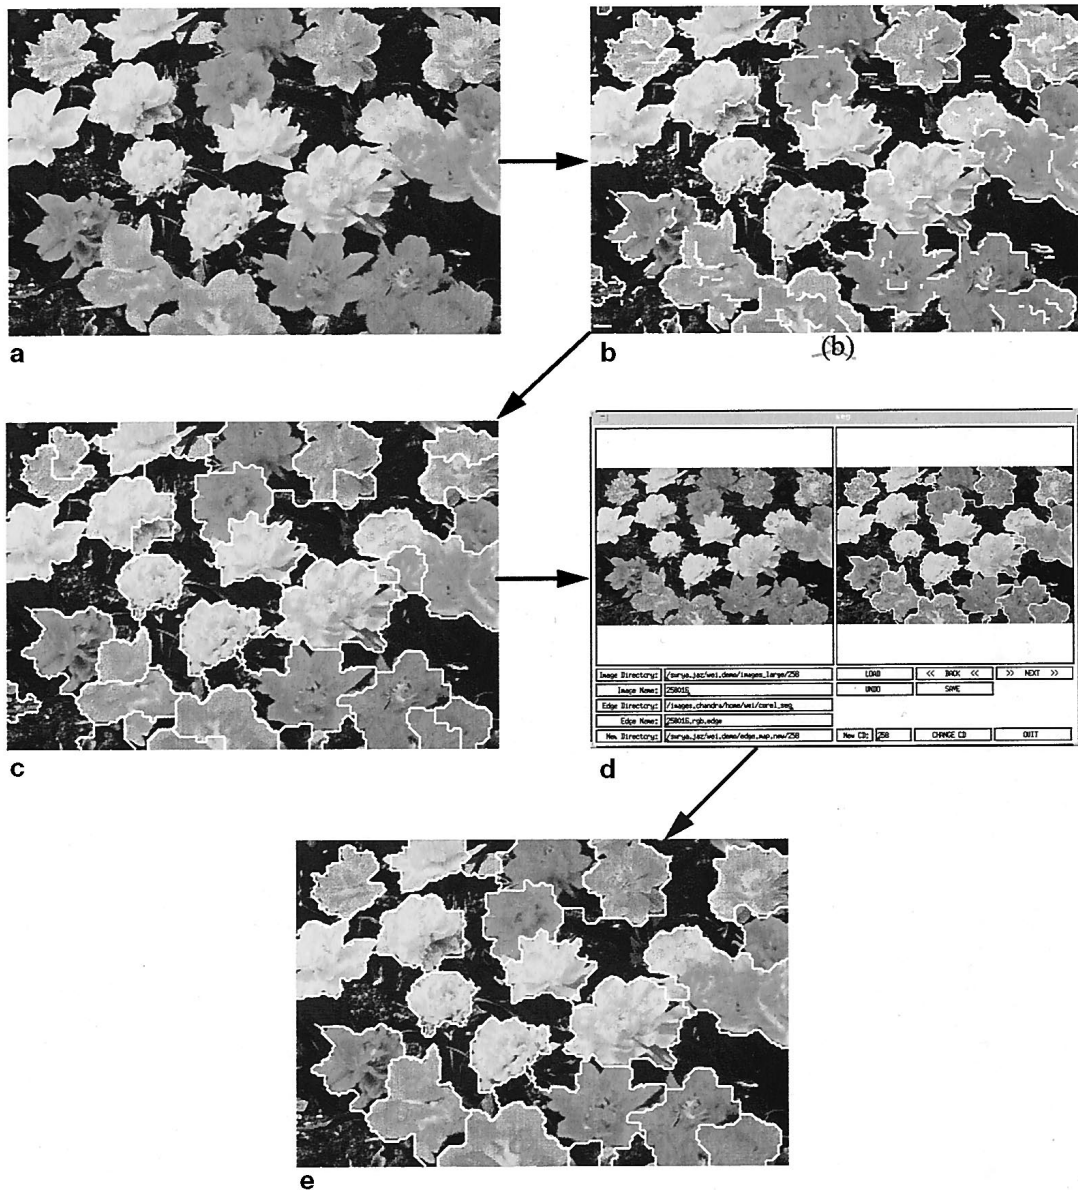 a
b
(b)
c
LOAD
<< BACK <<
>> NEXT >>
UNDO
SAVE
Image Directory:
/surya.jaz/wei.demo/images_large/258
Image Name:
258016
Edge Directory:
/images.chandra/home/wei/corel_seg
Edge Name:
258016.rgb.edge
New Directory:
/surya.jaz/wei.demo/edge.map.new/258
New CD:
258
CHANGE CD
QUIT
d
e